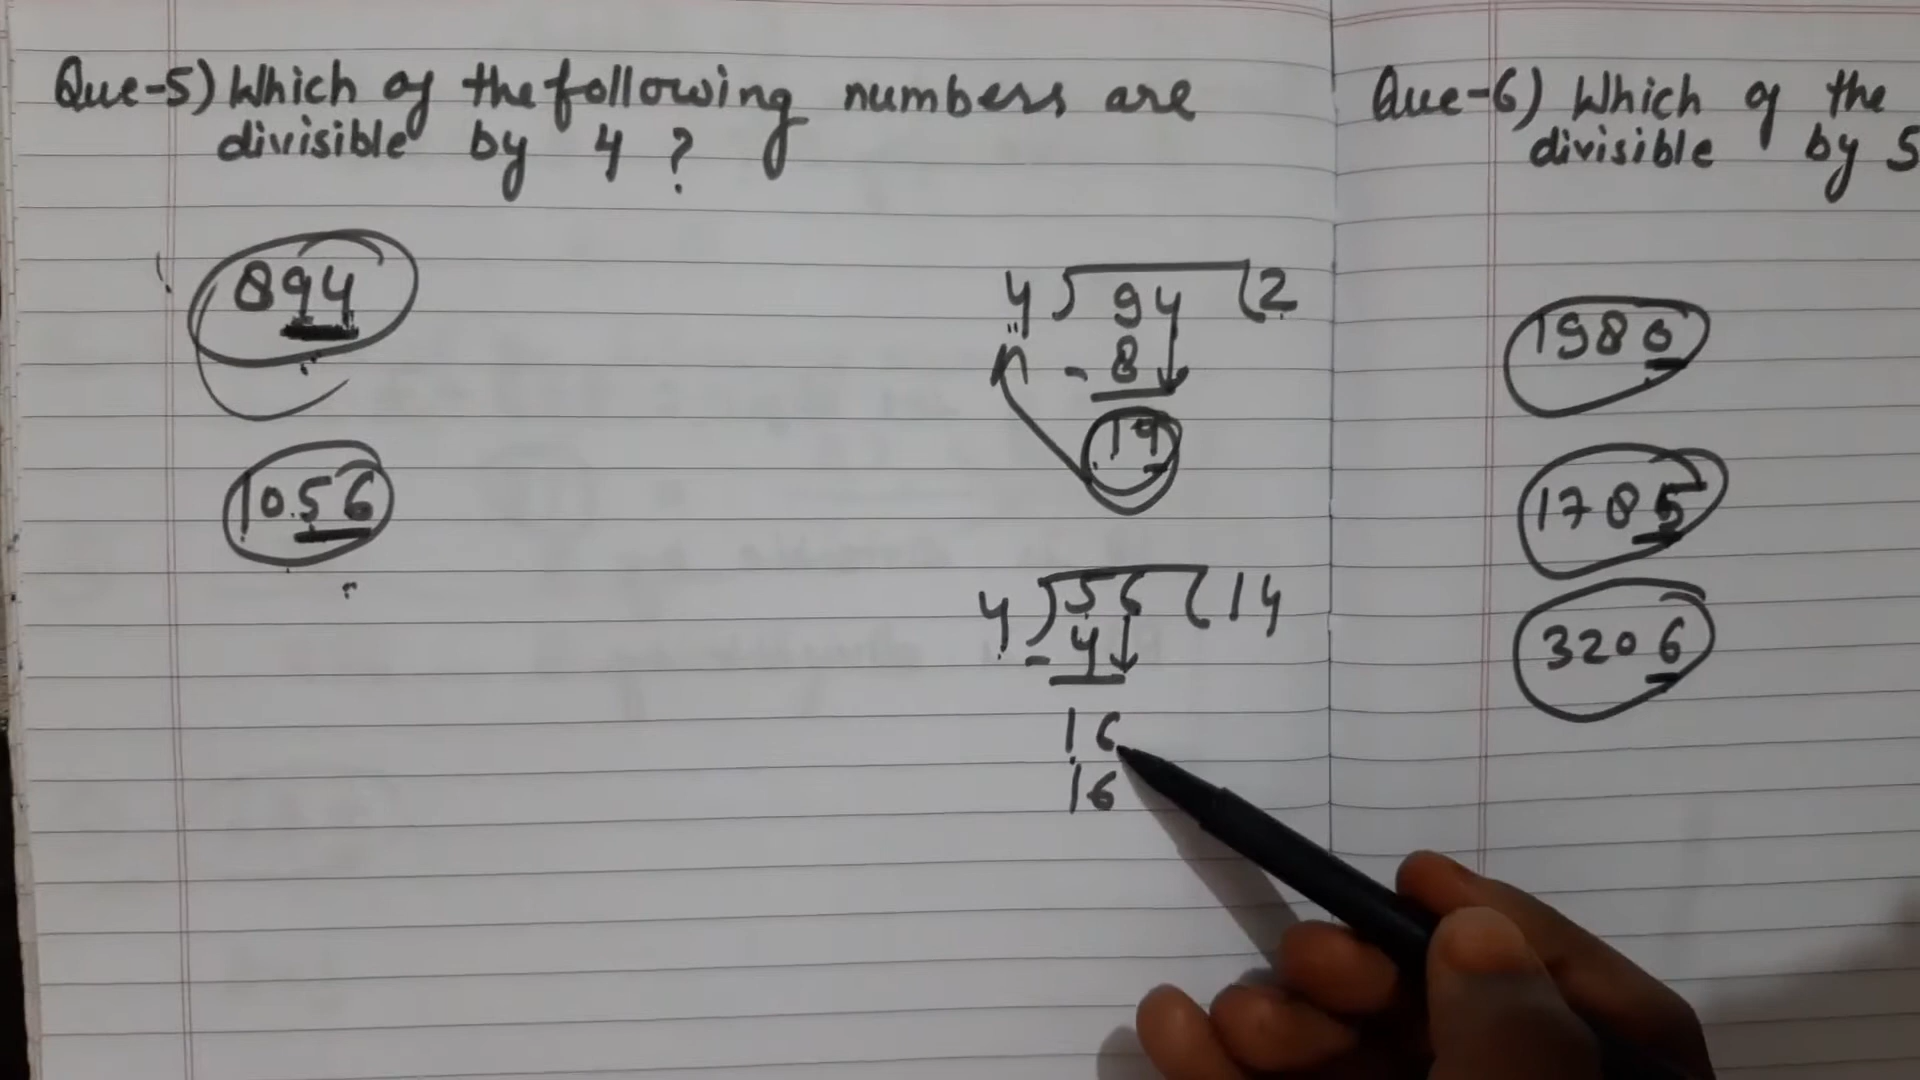 Que-5) Which of the following numbers are
divisible by 4 ?
894
1056
4 ) 94 ( 2
- 8
14
4 ) 56 ( 14
- 4
16
16
Que-6) Which of the
divisible by 5
1980
1785
3206